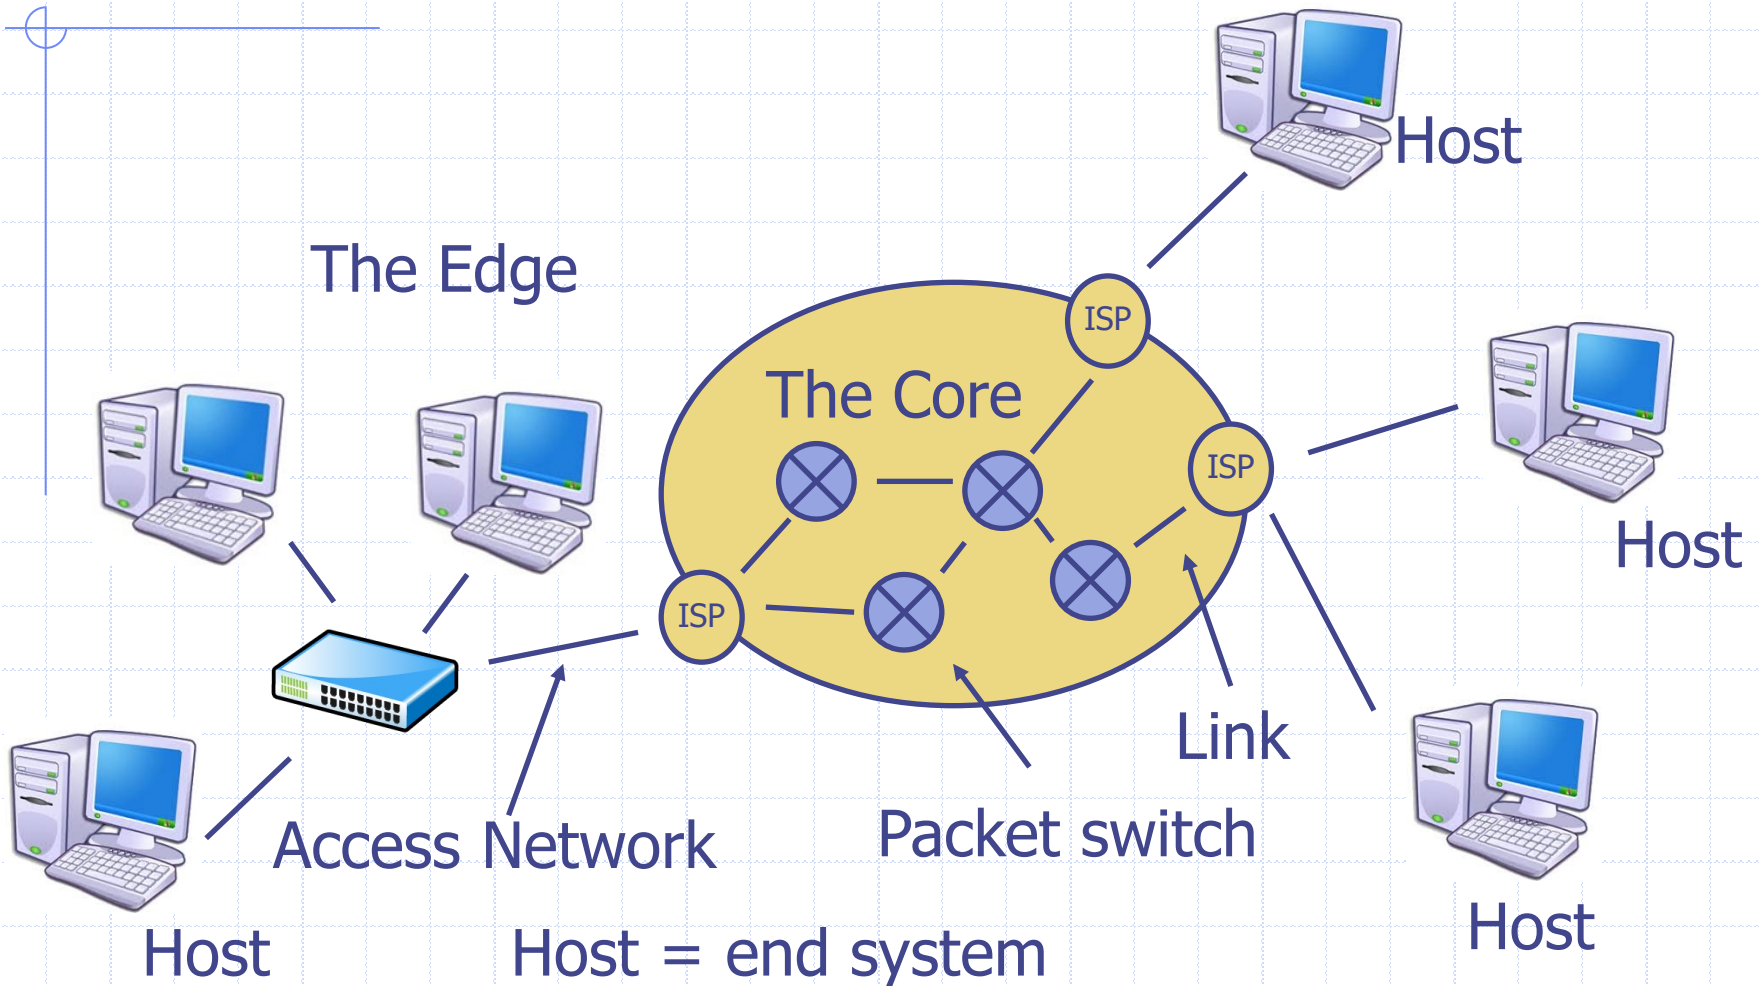 Host
The Edge
ISP
The Core
ISP
Host
ISP
Link
Access Network
Packet switch
Host
Host = end system
Host